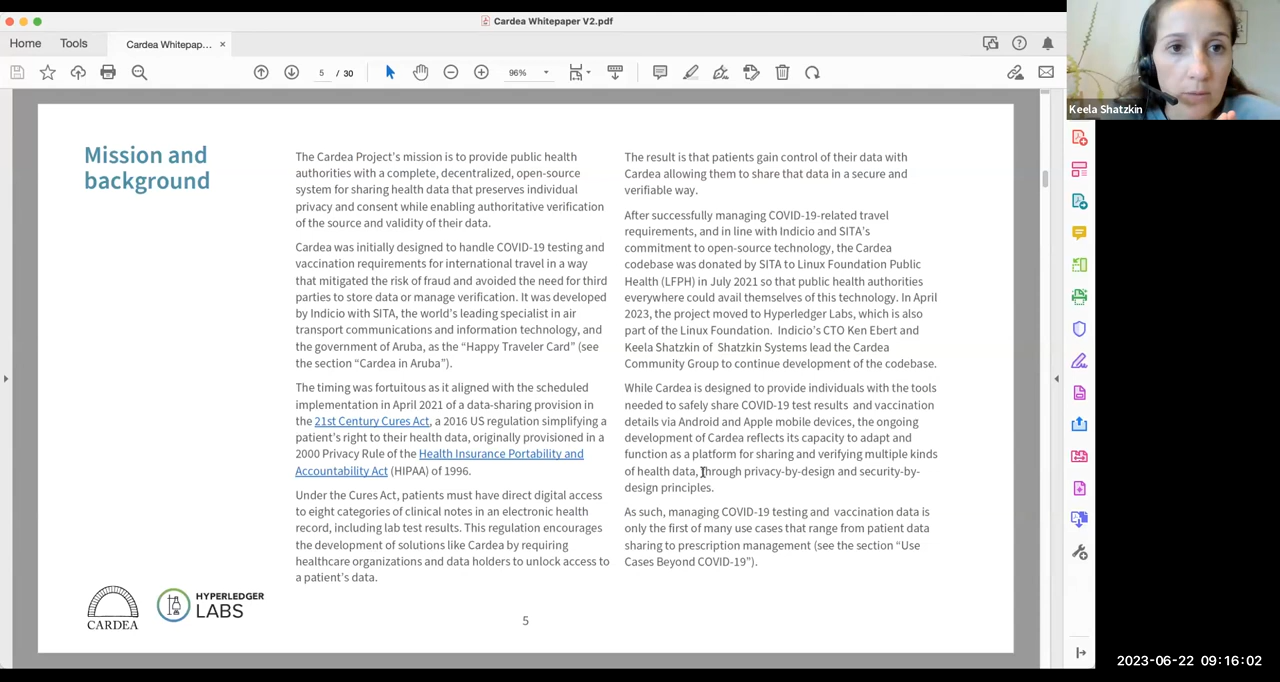 Cardea Whitepaper V2.pdf
Home
Tools
Cardea Whitepap...
5 / 30
96%
Keela Shatzkin
Mission and
background
The Cardea Project's mission is to provide public health
authorities with a complete, decentralized, open-source
system for sharing health data that preserves individual
privacy and consent while enabling authoritative verification
of the source and validity of their data.
Cardea was initially designed to handle COVID-19 testing and
vaccination requirements for international travel in a way
that mitigated the risk of fraud and avoided the need for third
parties to store data or manage verification. It was developed
by Indicio with SITA, the world's leading specialist in air
transport communications and information technology, and
the government of Aruba, as the “Happy Traveler Card” (see
the section “Cardea in Aruba”).
The timing was fortuitous as it aligned with the scheduled
implementation in April 2021 of a data-sharing provision in
the 21st Century Cures Act, a 2016 US regulation simplifying a
patient's right to their health data, originally provisioned in a
2000 Privacy Rule of the Health Insurance Portability and
Accountability Act (HIPAA) of 1996.
Under the Cures Act, patients must have direct digital access
to eight categories of clinical notes in an electronic health
record, including lab test results. This regulation encourages
the development of solutions like Cardea by requiring
healthcare organizations and data holders to unlock access to
a patient's data.
The result is that patients gain control of their data with
Cardea allowing them to share that data in a secure and
verifiable way.
After successfully managing COVID-19-related travel
requirements, and in line with Indicio and SITA's
commitment to open-source technology, the Cardea
codebase was donated by SITA to Linux Foundation Public
Health (LFPH) in July 2021 so that public health authorities
everywhere could avail themselves of this technology. In April
2023, the project moved to Hyperledger Labs, which is also
part of the Linux Foundation. Indicio's CTO Ken Ebert and
Keela Shatzkin of Shatzkin Systems lead the Cardea
Community Group to continue development of the codebase.
While Cardea is designed to provide individuals with the tools
needed to safely share COVID-19 test results and vaccination
details via Android and Apple mobile devices, the ongoing
development of Cardea reflects its capacity to adapt and
function as a platform for sharing and verifying multiple kinds
of health data, through privacy-by-design and security-by-
design principles.
As such, managing COVID-19 testing and vaccination data is
only the first of many use cases that range from patient data
sharing to prescription management (see the section “Use
Cases Beyond COVID-19”).
CARDEA
HYPERLEDGER
LABS
5
2023-06-22 09:16:02